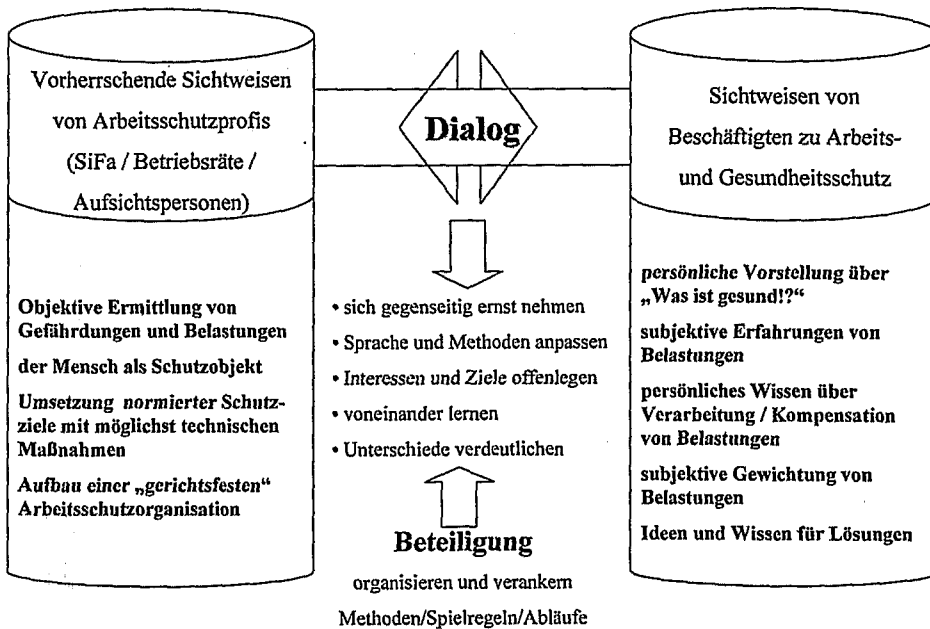 Vorherrschende Sichtweisen
von Arbeitsschutzprofis
(SiFa / Betriebsräte /
Aufsichtspersonen)
Objektive Ermittlung von
Gefährdungen und Belastungen
der Mensch als Schutzobjekt
Umsetzung normierter Schutz-
ziele mit möglichst technischen
Maßnahmen
Aufbau einer „gerichtsfesten“
Arbeitsschutzorganisation
Dialog
• sich gegenseitig ernst nehmen
• Sprache und Methoden anpassen
• Interessen und Ziele offenlegen
• voneinander lernen
• Unterschiede verdeutlichen
Beteiligung
organisieren und verankern
Methoden/Spielregeln/Abläufe
Sichtweisen von
Beschäftigten zu Arbeits-
und Gesundheitsschutz
persönliche Vorstellung über
„Was ist gesund!?“
subjektive Erfahrungen von
Belastungen
persönliches Wissen über
Verarbeitung / Kompensation
von Belastungen
subjektive Gewichtung von
Belastungen
Ideen und Wissen für Lösungen